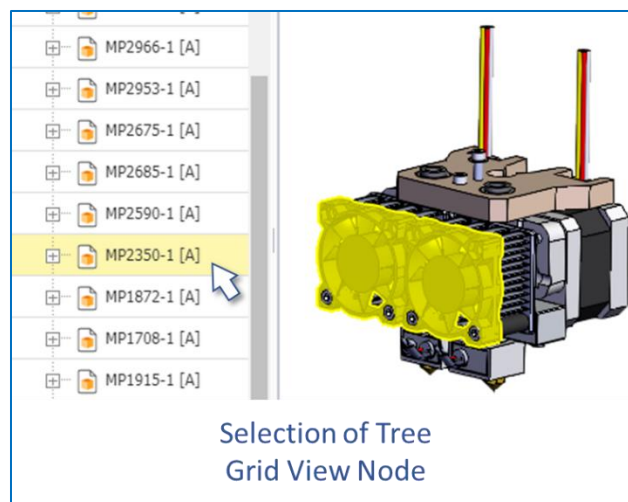 MP2966-1 [A]
MP2953-1 [A]
MP2675-1 [A]
MP2685-1 [A]
MP2590-1 [A]
MP2350-1 [A]
MP1872-1 [A]
MP1708-1 [A]
MP1915-1 [A]
Selection of Tree
Grid View Node